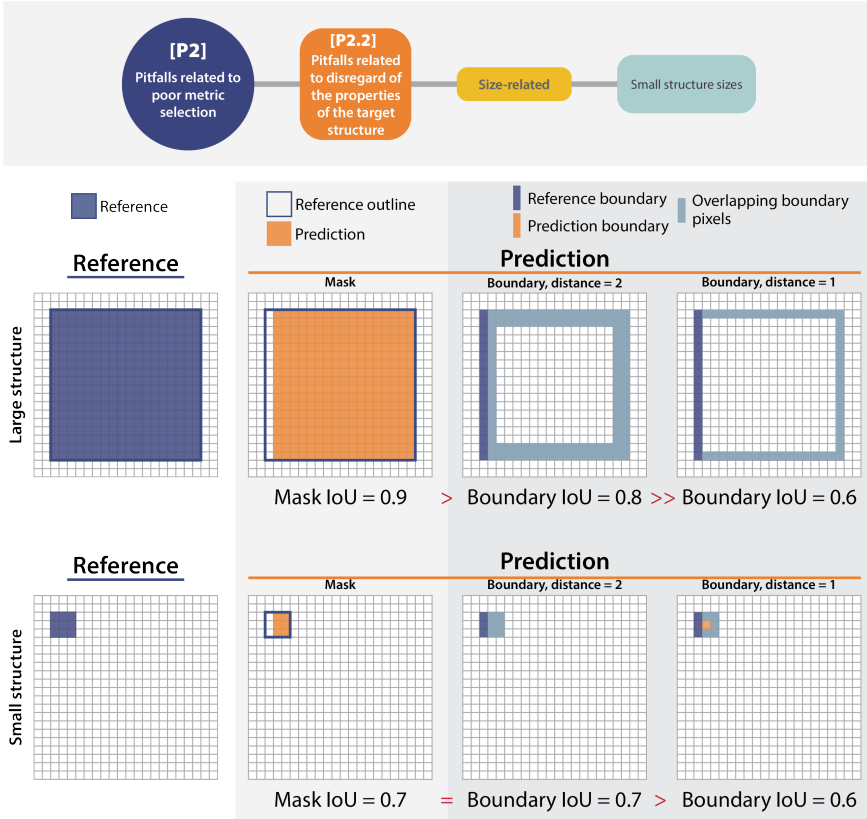 [P2]
Pitfalls related to
poor metric
selection
[P2.2]
Pitfalls related
to disregard of
the properties
of the target
structure
Size-related
Small structure sizes
Reference
Reference outline
Prediction
Reference boundary
Prediction boundary
Overlapping boundary
pixels
Reference
Prediction
Mask
Boundary, distance = 2
Boundary, distance = 1
Large structure
Mask IoU = 0.9 > Boundary IoU = 0.8 >> Boundary IoU = 0.6
Reference
Prediction
Mask
Boundary, distance = 2
Boundary, distance = 1
Small structure
Mask IoU = 0.7 = Boundary IoU = 0.7 > Boundary IoU = 0.6